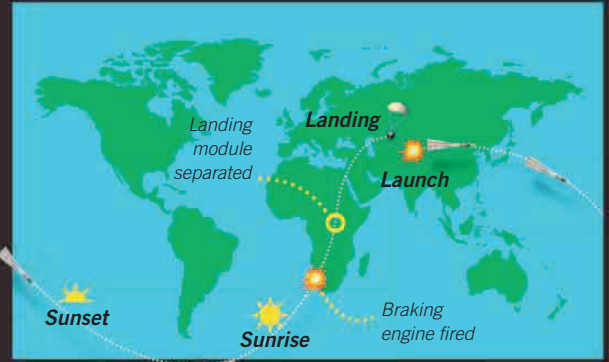 Landing
module
separated
Landing
Launch
Sunset
Sunrise
Braking
engine fired